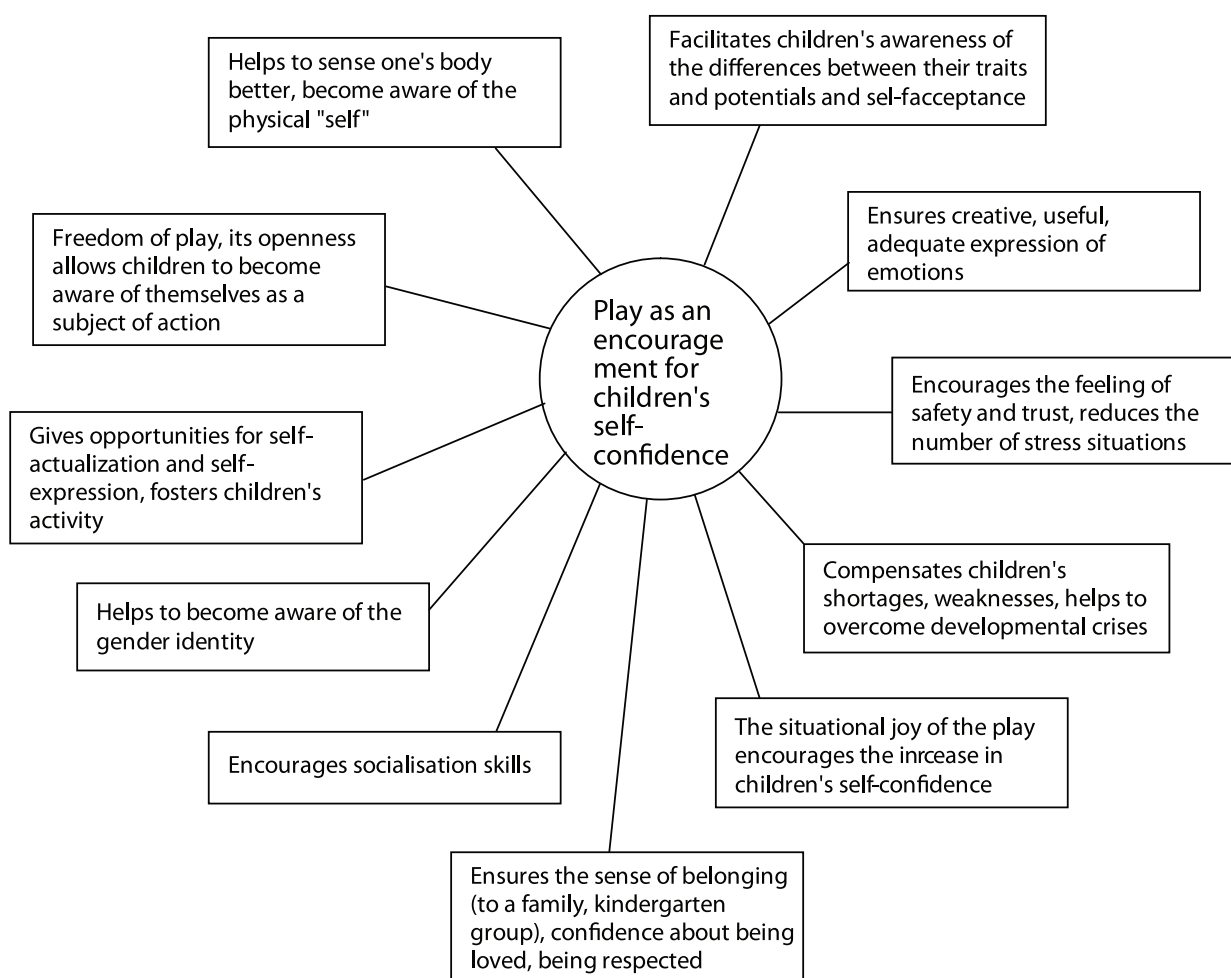 Helps to sense one's body
better, become aware of the
physical "self"
Facilitates children's awareness of
the differences between their traits
and potentials and sel-facceptance
Freedom of play, its openness
allows children to become
aware of themselves as a
subject of action
Ensures creative, useful,
adequate expression of
emotions
Play as an
encourage
ment for
children's
self-
confidence
Encourages the feeling of
safety and trust, reduces the
number of stress situations
Gives opportunities for self-
actualization and self-
expression, fosters children's
activity
Compensates children's
shortages, weaknesses, helps to
overcome developmental crises
Helps to become aware of the
gender identity
The situational joy of the play
encourages the inrcease in
children's self-confidence
Encourages socialisation skills
Ensures the sense of belonging
(to a family, kindergarten
group), confidence about being
loved, being respected